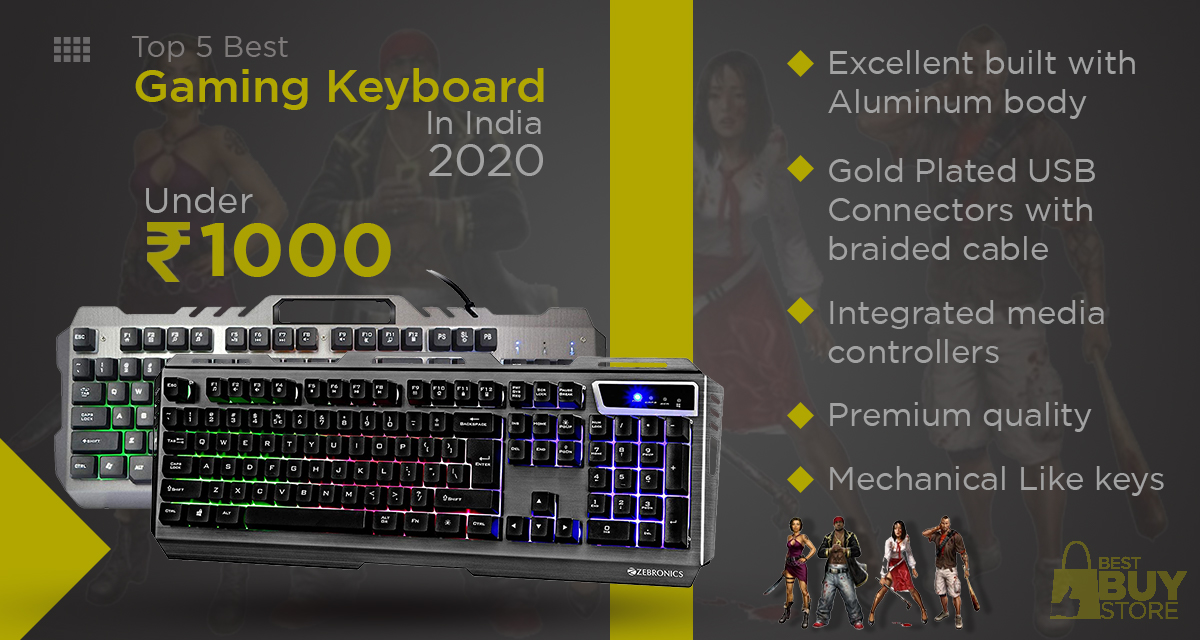 Top 5 Best
Gaming Keyboard
In India
2020
Under
₹1000
Excellent built with
Aluminum body
Gold Plated USB
Connectors with
braided cable
Integrated media
controllers
Premium quality
Mechanical Like keys
ZEBRONICS
BEST
BUY
STORE